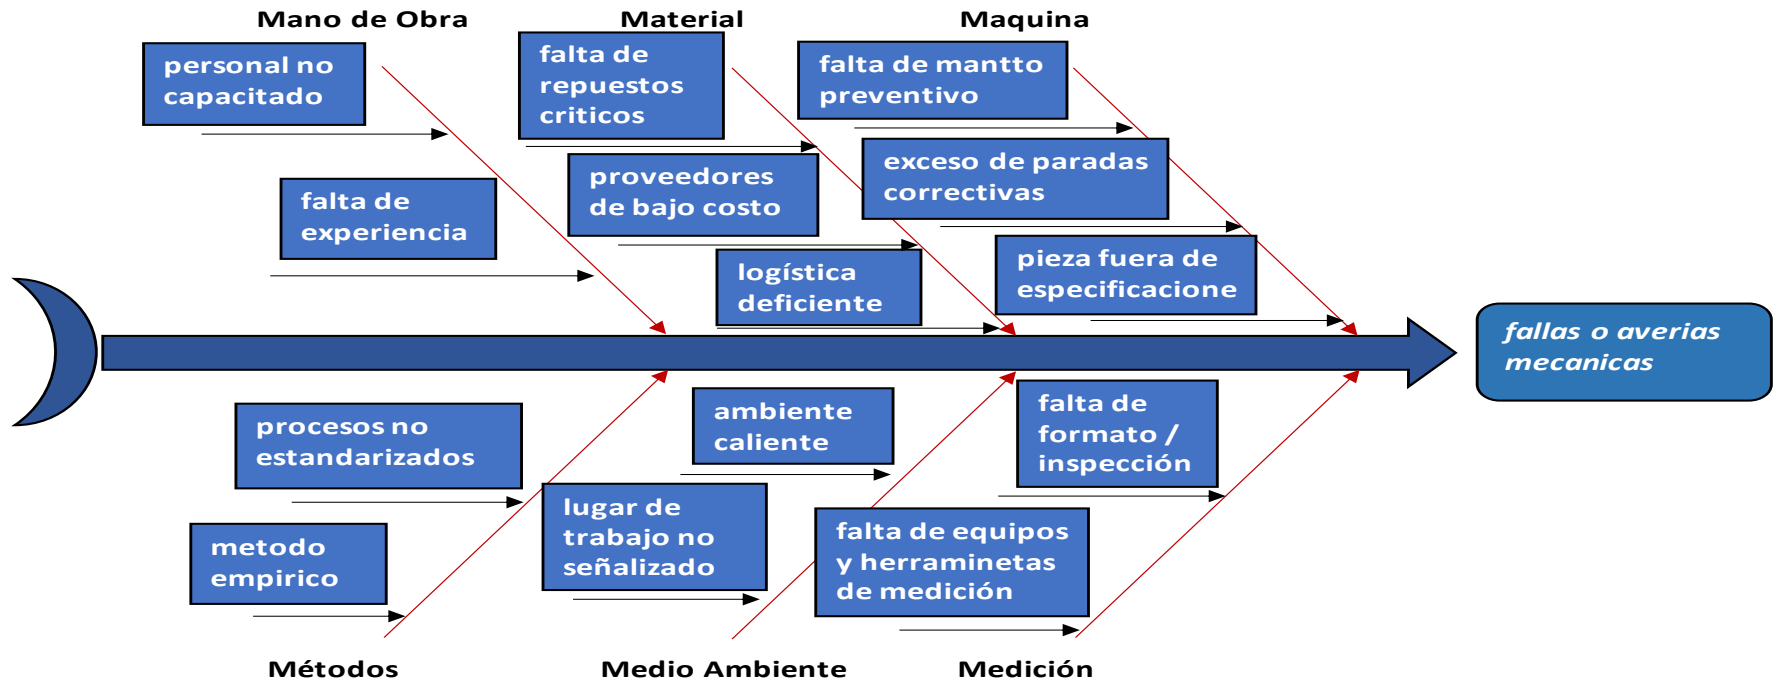 Mano de Obra
Material
Maquina
personal no
capacitado
falta de
experiencia
falta de
repuestos
criticos
proveedores
de bajo costo
logística
deficiente
falta de mantto
preventivo
exceso de paradas
correctivas
pieza fuera de
especificacione
fallas o averias
mecanicas
procesos no
estandarizados
metodo
empirico
ambiente
caliente
lugar de
trabajo no
señalizado
falta de
formato /
inspección
falta de equipos
y herraminetas
de medición
Métodos
Medio Ambiente
Medición